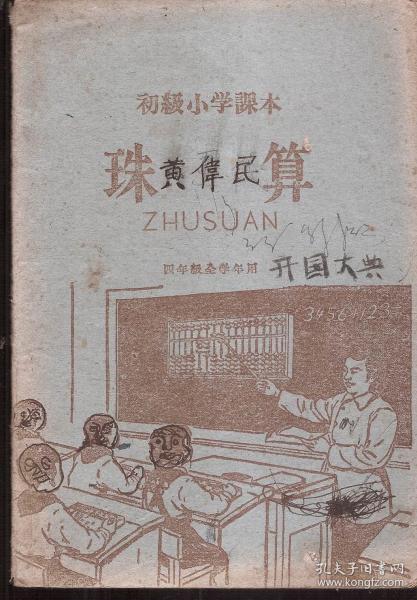 初級小学課本
珠 黄偉民 算
ZHUSUAN
四年級全学年用
开国大典
3456+123
孔夫子旧书网
www.kongfz.com